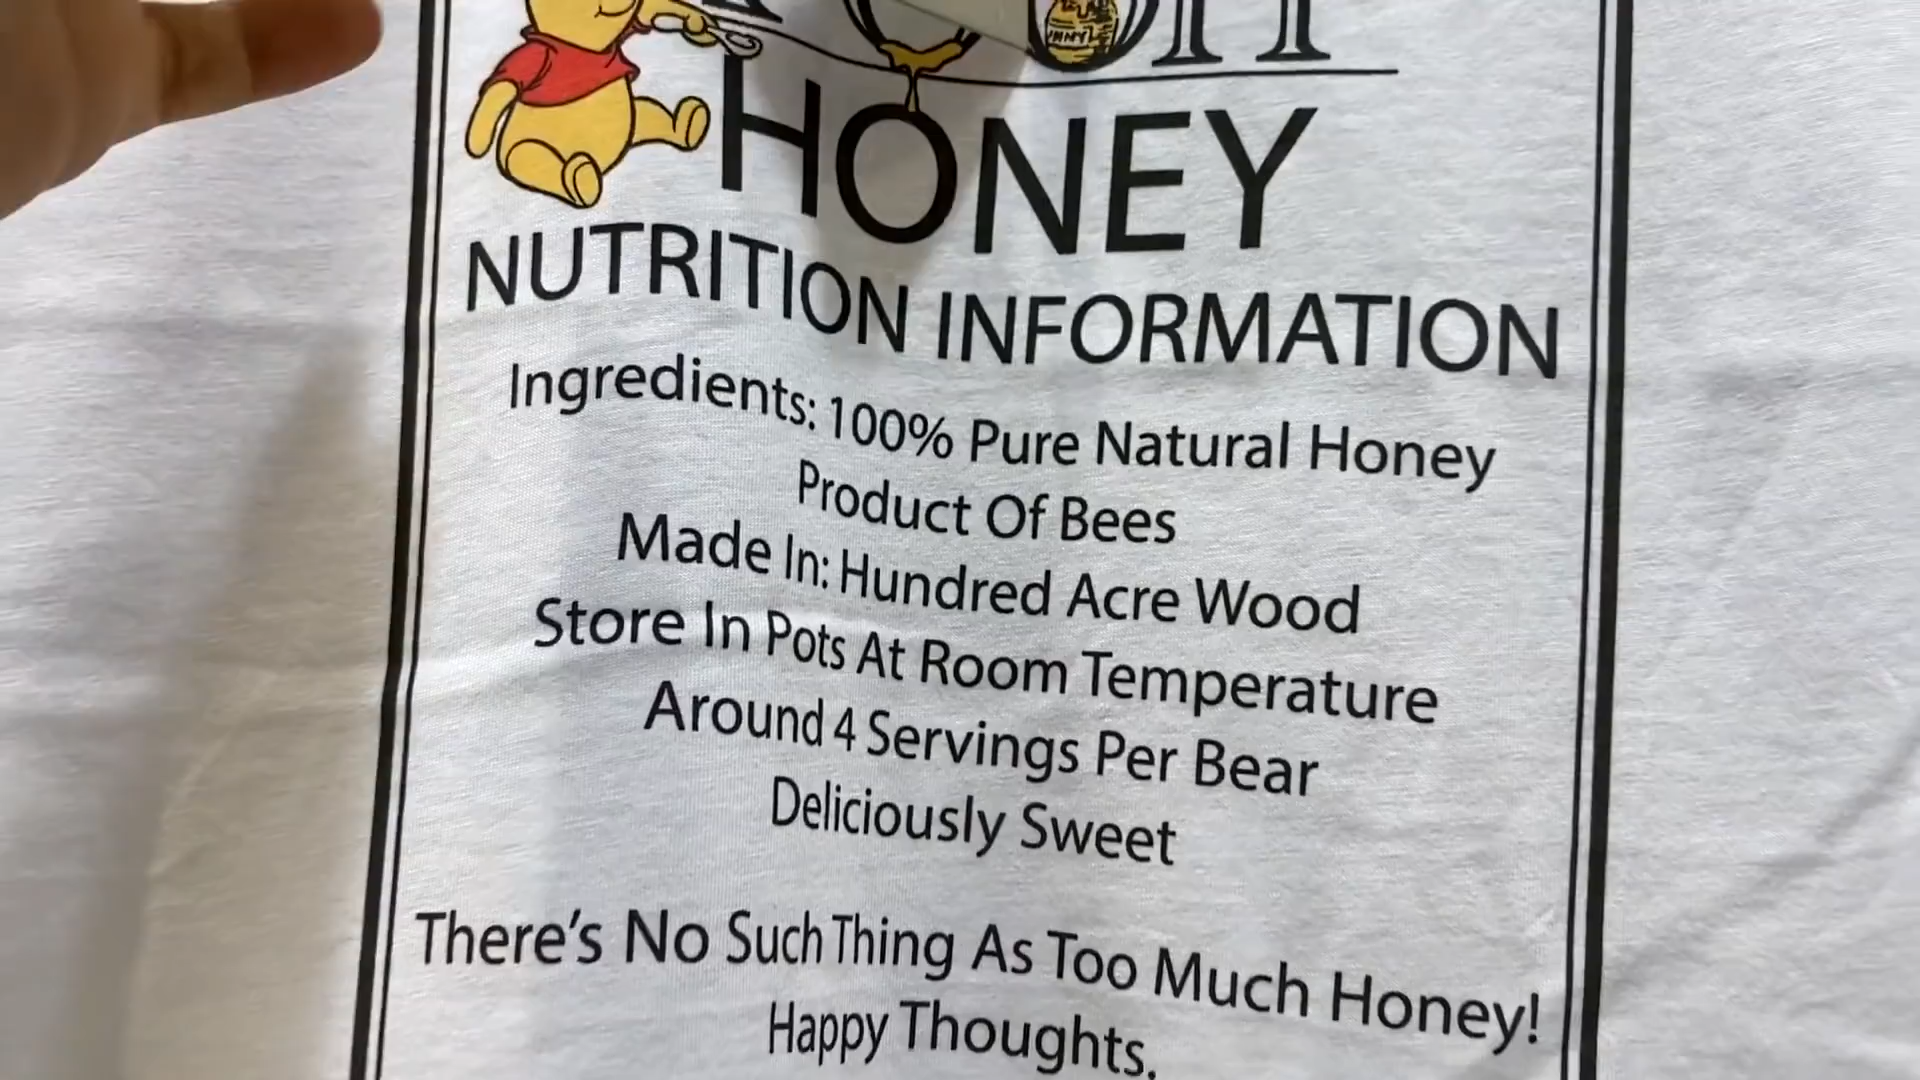 HONEY
NUTRITION INFORMATION
Ingredients: 100% Pure Natural Honey
Product Of Bees
Made In: Hundred Acre Wood
Store In Pots At Room Temperature
Around 4 Servings Per Bear
Deliciously Sweet
There's No Such Thing As Too Much Honey!
Happy Thoughts.